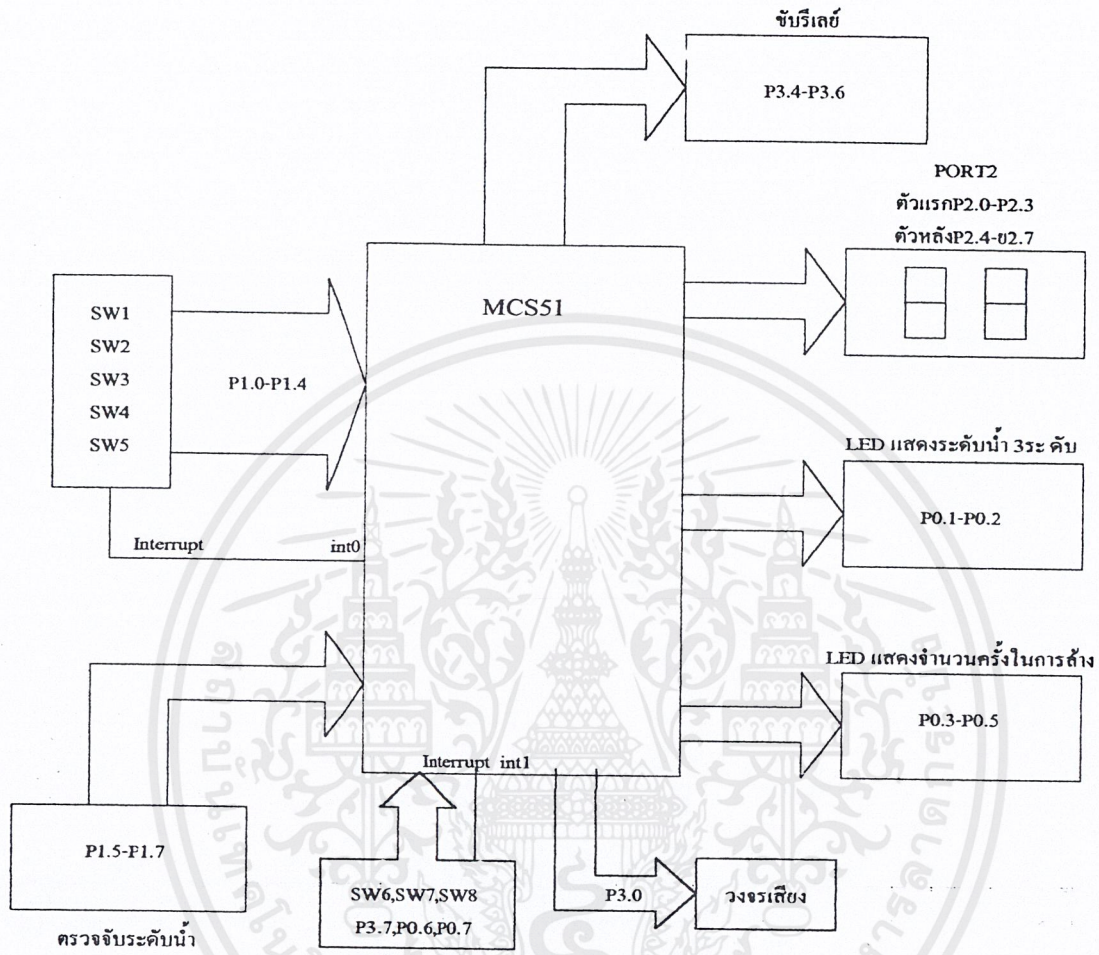 ขับรีเลย์
P3.4-P3.6
PORT2
ตัวแรกP2.0-P2.3
ตัวหลังP2.4-ย2.7
MCS51
SW1
SW2
SW3
SW4
SW5
P1.0-P1.4
LED แสดงระดับน้ำ 3ระ ดับ
P0.1-P0.2
Interrupt
int0
LED แสดงจำนวนครั้งในการล้าง
P0.3-P0.5
Interrupt int1
P1.5-P1.7
ตรวจจับระดับน้ำ
SW6,SW7,SW8
P3.7,P0.6,P0.7
P3.0
วงจรเสียง